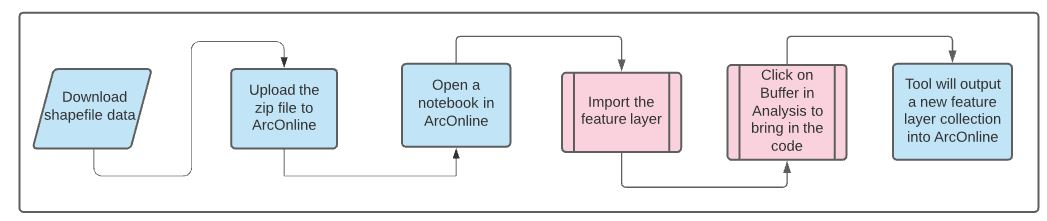 Download
shapefile data
Upload the
zip file to
ArcOnline
Open a
notebook in
ArcOnline
Import the
feature layer
Click on
Buffer in
Analysis to
bring in the
code
Tool will output
a new feature
layer collection
into ArcOnline